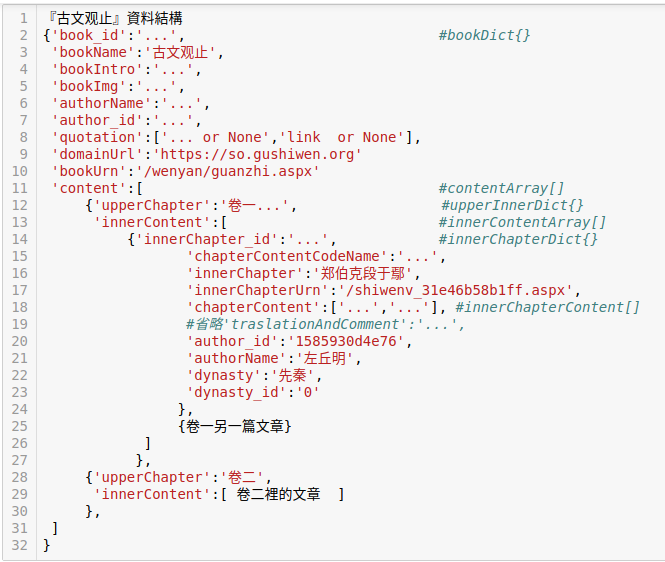 1 『古文观止』資料結構
2 {'book_id':'...', #bookDict{}
3 'bookName':'古文观止',
4 'bookIntro':'...',
5 'bookImg':'...',
6 'authorName':'...',
7 'author_id':'...',
8 'quotation':['... or None','link  or None'],
9 'domainUrl':'https://so.gushiwen.org'
10 'bookUrn':'/wenyan/guanzhi.aspx'
11 'content':[ #contentArray[]
12 {'upperChapter':'卷一...', #upperInnerDict{}
13 'innerContent':[ #innerContentArray[]
14 {'innerChapter_id':'...', #innerChapterDict{}
15 'chapterContentCodeName':'...',
16 'innerChapter':'郑伯克段于鄢',
17 'innerChapterUrn':'/shiwenv_31e46b58b1ff.aspx',
18 'chapterContent':['...','...'], #innerChapterContent[]
19 #省略'traslationAndComment':'...',
20 'author_id':'1585930d4e76',
21 'authorName':'左丘明',
22 'dynasty':'先秦',
23 'dynasty_id':'0'
24 },
25 {卷一另一篇文章}
26 ]
27 },
28 {'upperChapter':'卷二',
29 'innerContent':[ 卷二裡的文章  ]
30 },
31 ]
32 }